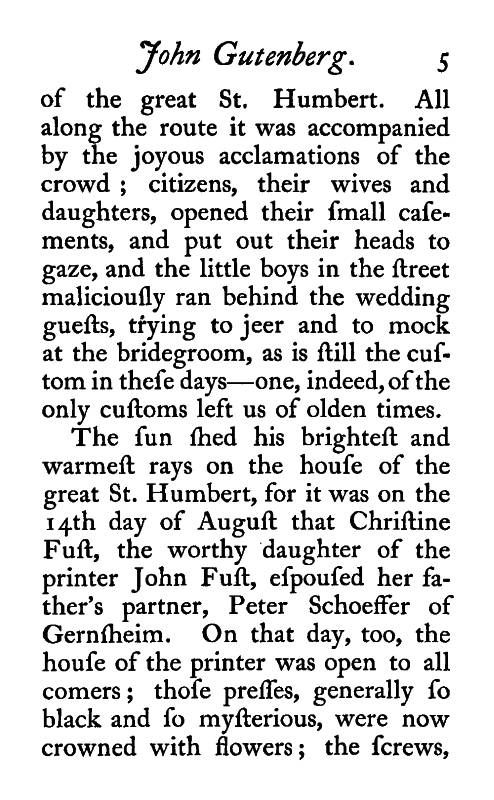 John Gutenberg. 5
of the great St. Humbert. All
along the route it was accompanied
by the joyous acclamations of the
crowd ; citizens, their wives and
daughters, opened their ſmall caſe-
ments, and put out their heads to
gaze, and the little boys in the ſtreet
maliciouſly ran behind the wedding
gueſts, trying to jeer and to mock
at the bridegroom, as is ſtill the cuſ-
tom in theſe days—one, indeed, of the
only cuſtoms left us of olden times.
The ſun ſhed his brighteſt and
warmeſt rays on the houſe of the
great St. Humbert, for it was on the
14th day of Auguſt that Chriſtine
Fuſt, the worthy daughter of the
printer John Fuſt, eſpouſed her fa-
ther's partner, Peter Schoeffer of
Gernſheim. On that day, too, the
houſe of the printer was open to all
comers ; thoſe preſſes, generally ſo
black and ſo myſterious, were now
crowned with flowers ; the ſcrews,